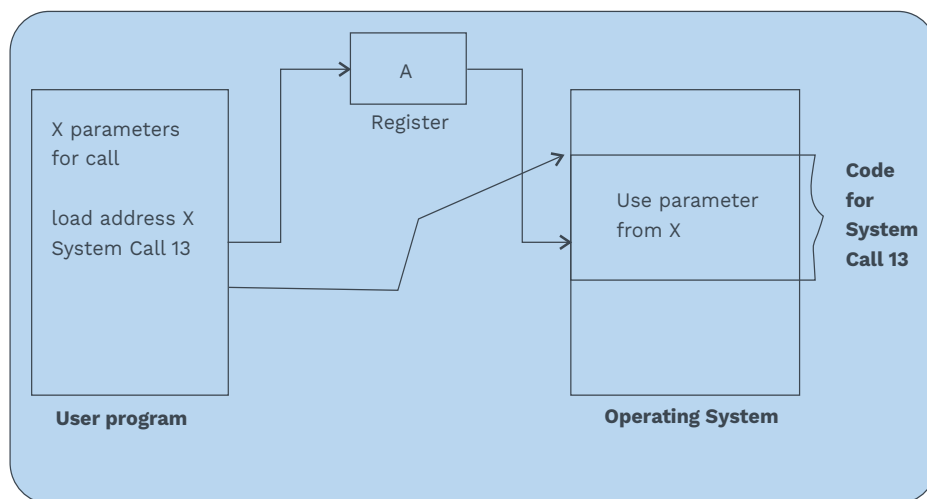 A
Register
X parameters
for call
load address X
System Call 13
Use parameter
from X
Code
for
System
Call 13
User program
Operating System